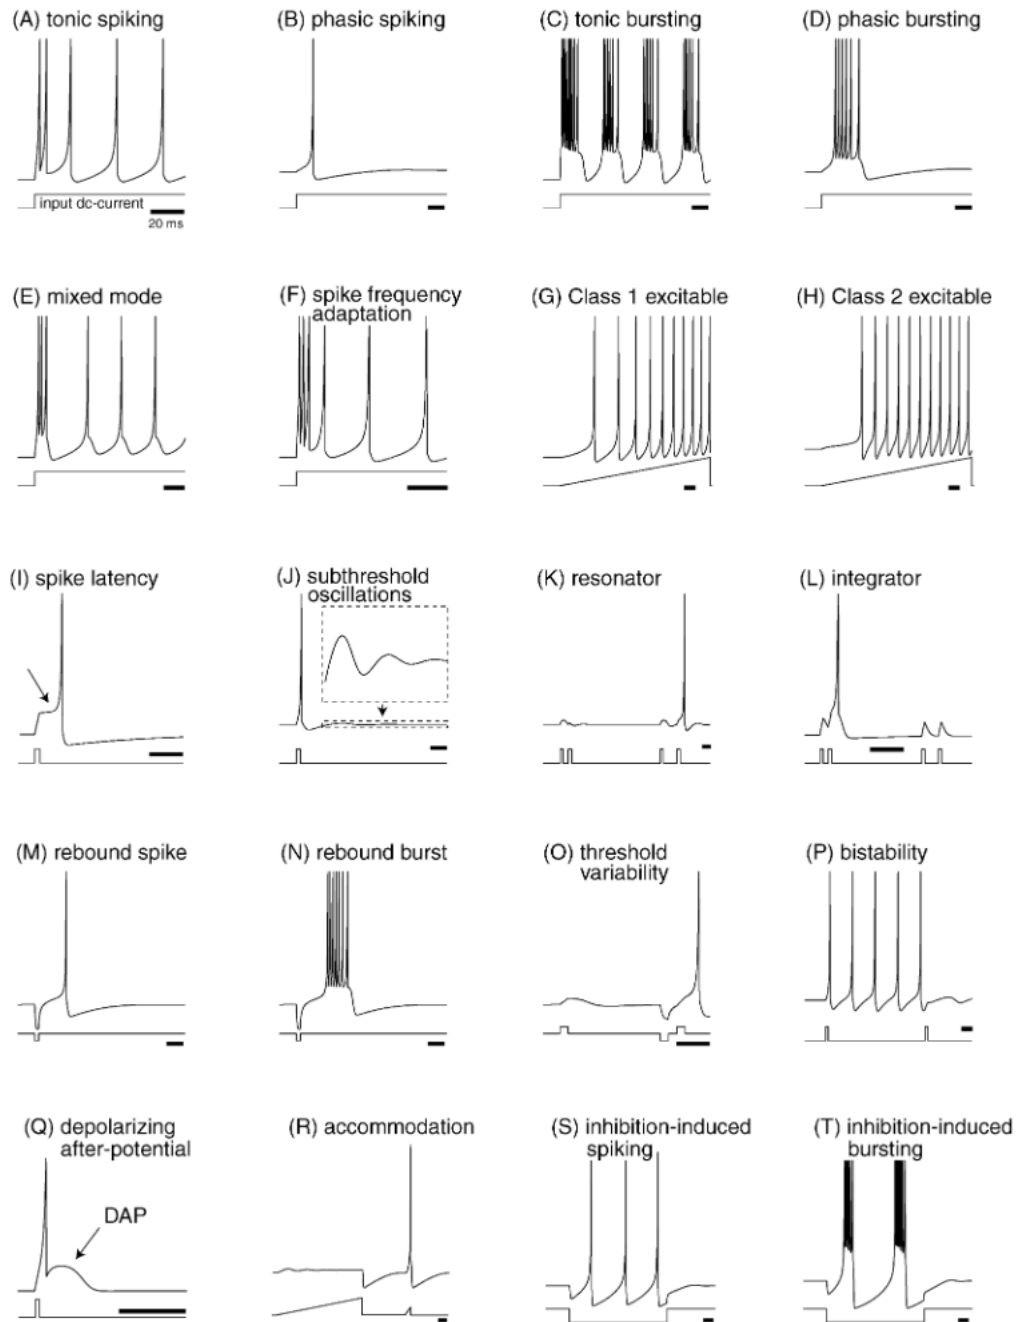 (A) tonic spiking
(B) phasic spiking
(C) tonic bursting
(D) phasic bursting
input dc-current
20 ms
(E) mixed mode
(F) spike frequency
adaptation
(G) Class 1 excitable
(H) Class 2 excitable
(I) spike latency
(J) subthreshold
oscillations
(K) resonator
(L) integrator
(M) rebound spike
(N) rebound burst
(O) threshold
variability
(P) bistability
(Q) depolarizing
after-potential
DAP
(R) accommodation
(S) inhibition-induced
spiking
(T) inhibition-induced
bursting